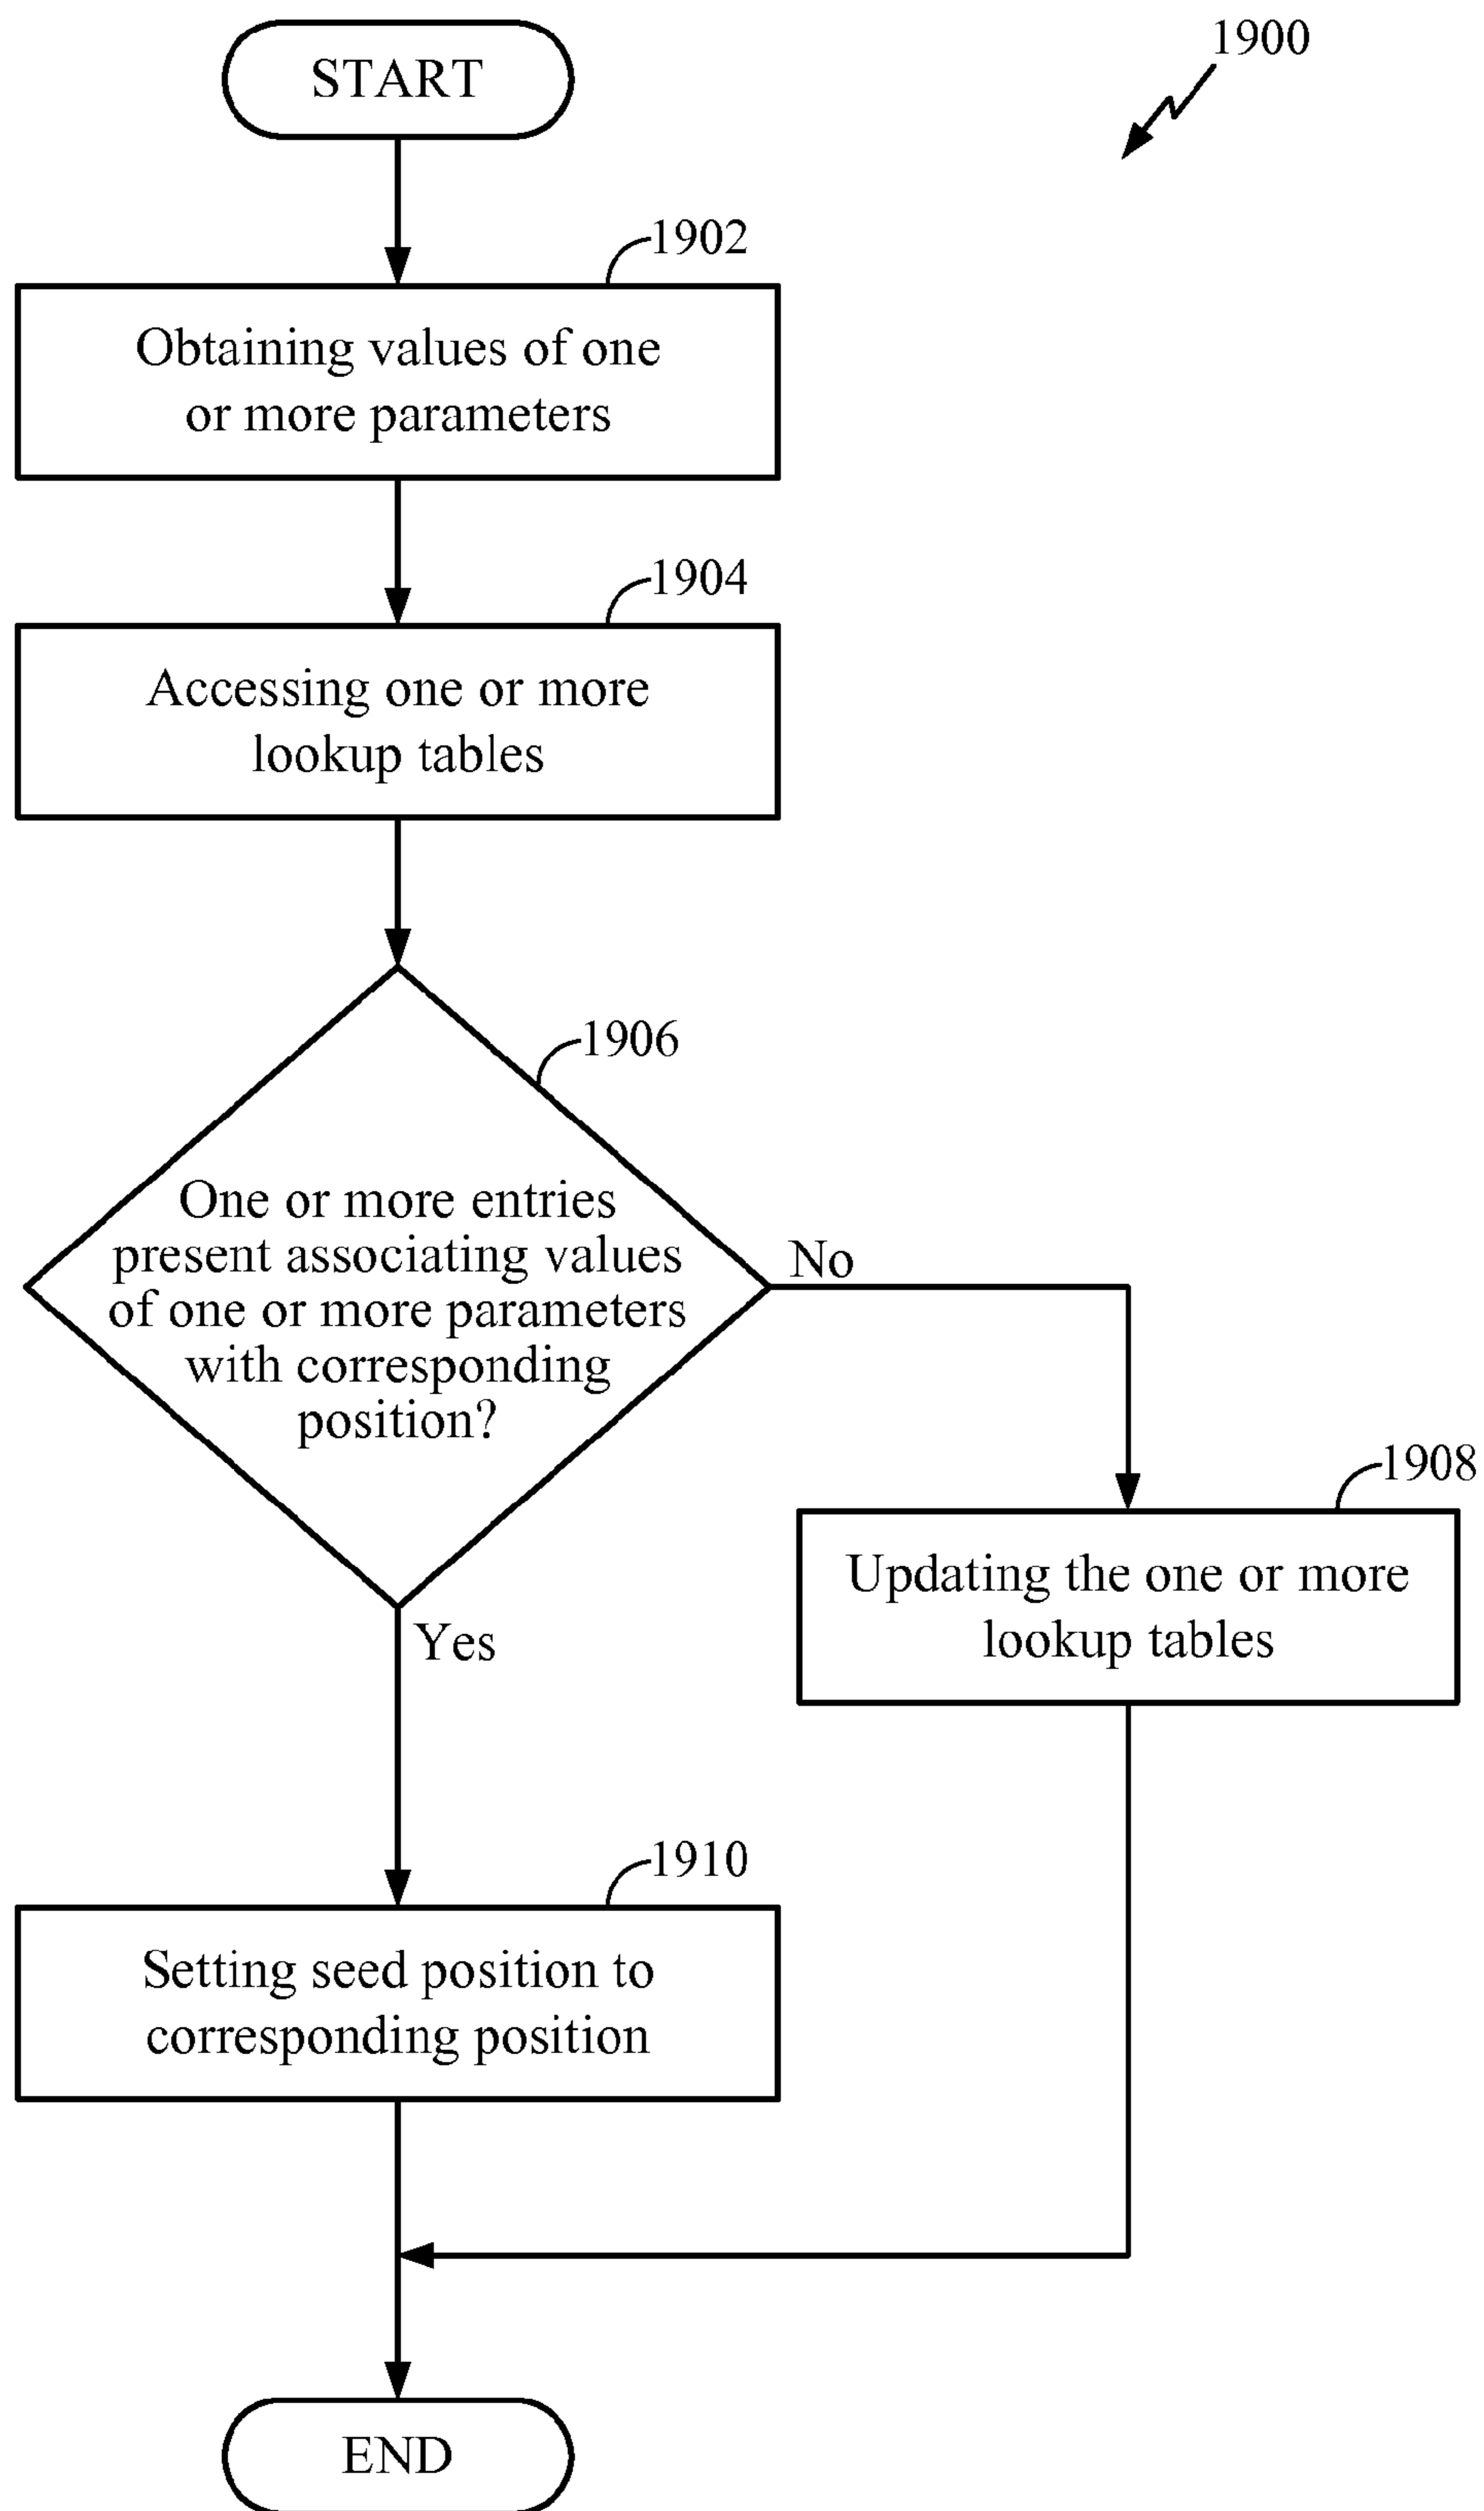 START
1900
1902
Obtaining values of one
or more parameters
1904
Accessing one or more
lookup tables
1906
One or more entries
present associating values
of one or more parameters
with corresponding
position?
No
1908
Updating the one or more
lookup tables
Yes
1910
Setting seed position to
corresponding position
END